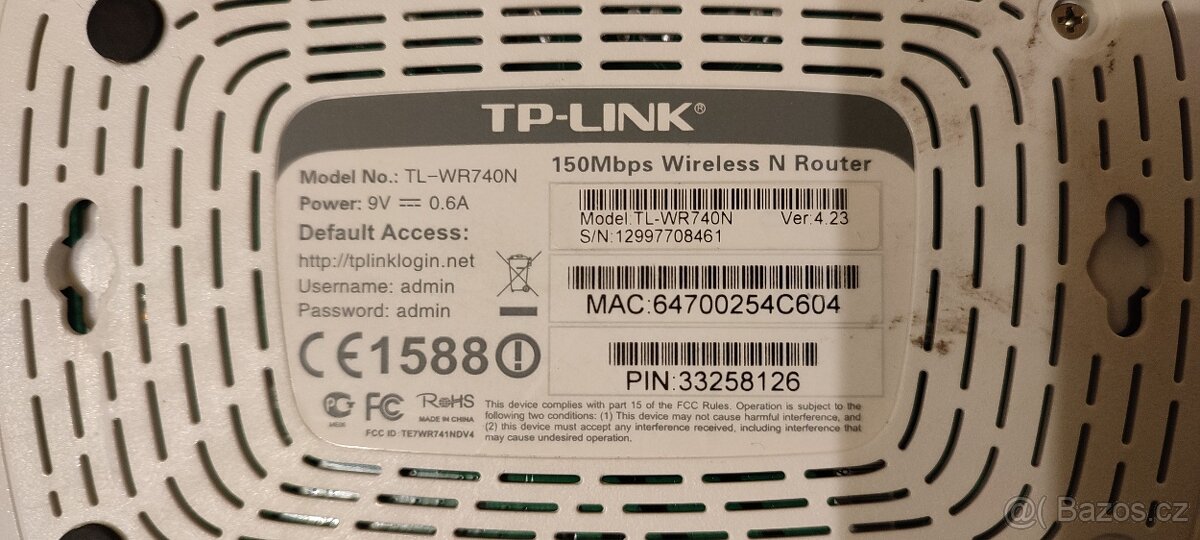 TP-LINK®
150Mbps Wireless N Router
Model No.: TL-WR740N
Power: 9V ⎓ 0.6A
Default Access:
http://tplinklogin.net
Username: admin
Password: admin
CE1588
Model:TL-WR740N Ver:4.23
S/N:12997708461
MAC:64700254C604
PIN:33258126
FC RoHS
MADE IN CHINA
FCC ID:TE7WR741NDV4
This device complies with part 15 of the FCC Rules. Operation is subject to the
following two conditions: (1) This device may not cause harmful interference, and
(2) this device must accept any interference received, including interference that
may cause undesired operation.
@( Bazos.cz